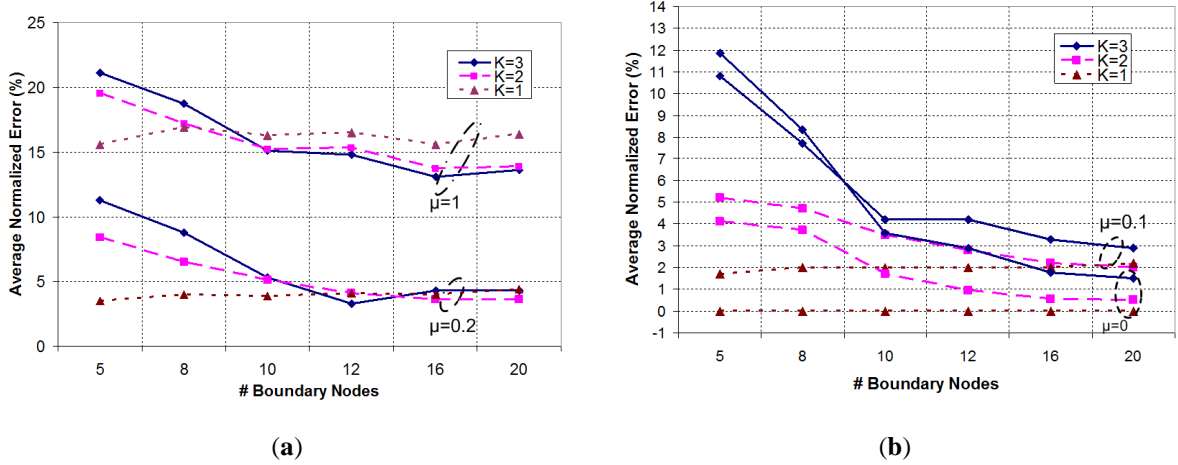 25
20
15
10
5
0
Average Normalized Error (%)
K=3
K=2
K=1
μ=1
μ=0.2
5 8 10 12 16 20
# Boundary Nodes
(a)
14
13
12
11
10
9
8
7
6
5
4
3
2
1
0
-1
Average Normalized Error (%)
K=3
K=2
K=1
μ=0.1
μ=0
5 8 10 12 16 20
# Boundary Nodes
(b)